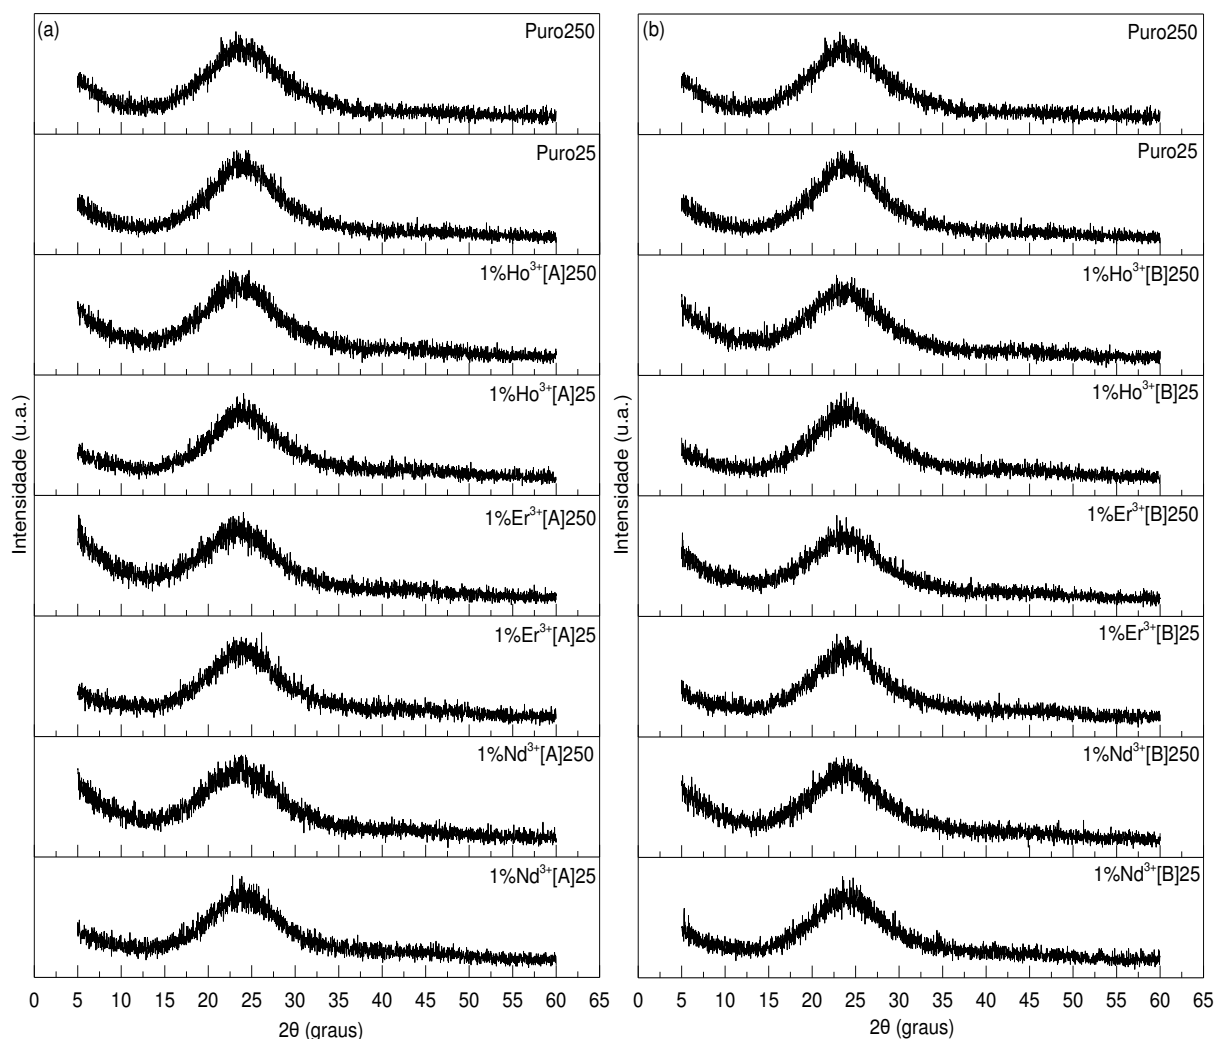 (a)
Puro250
Puro25
1%Ho³⁺[A]250
1%Ho³⁺[A]25
1%Er³⁺[A]250
1%Er³⁺[A]25
1%Nd³⁺[A]250
1%Nd³⁺[A]25
Intensidade (u.a.)
0 5 10 15 20 25 30 35 40 45 50 55 60 65
2θ (graus)
(b)
Puro250
Puro25
1%Ho³⁺[B]250
1%Ho³⁺[B]25
1%Er³⁺[B]250
1%Er³⁺[B]25
1%Nd³⁺[B]250
1%Nd³⁺[B]25
Intensidade (u.a.)
5 10 15 20 25 30 35 40 45 50 55 60 65
2θ (graus)